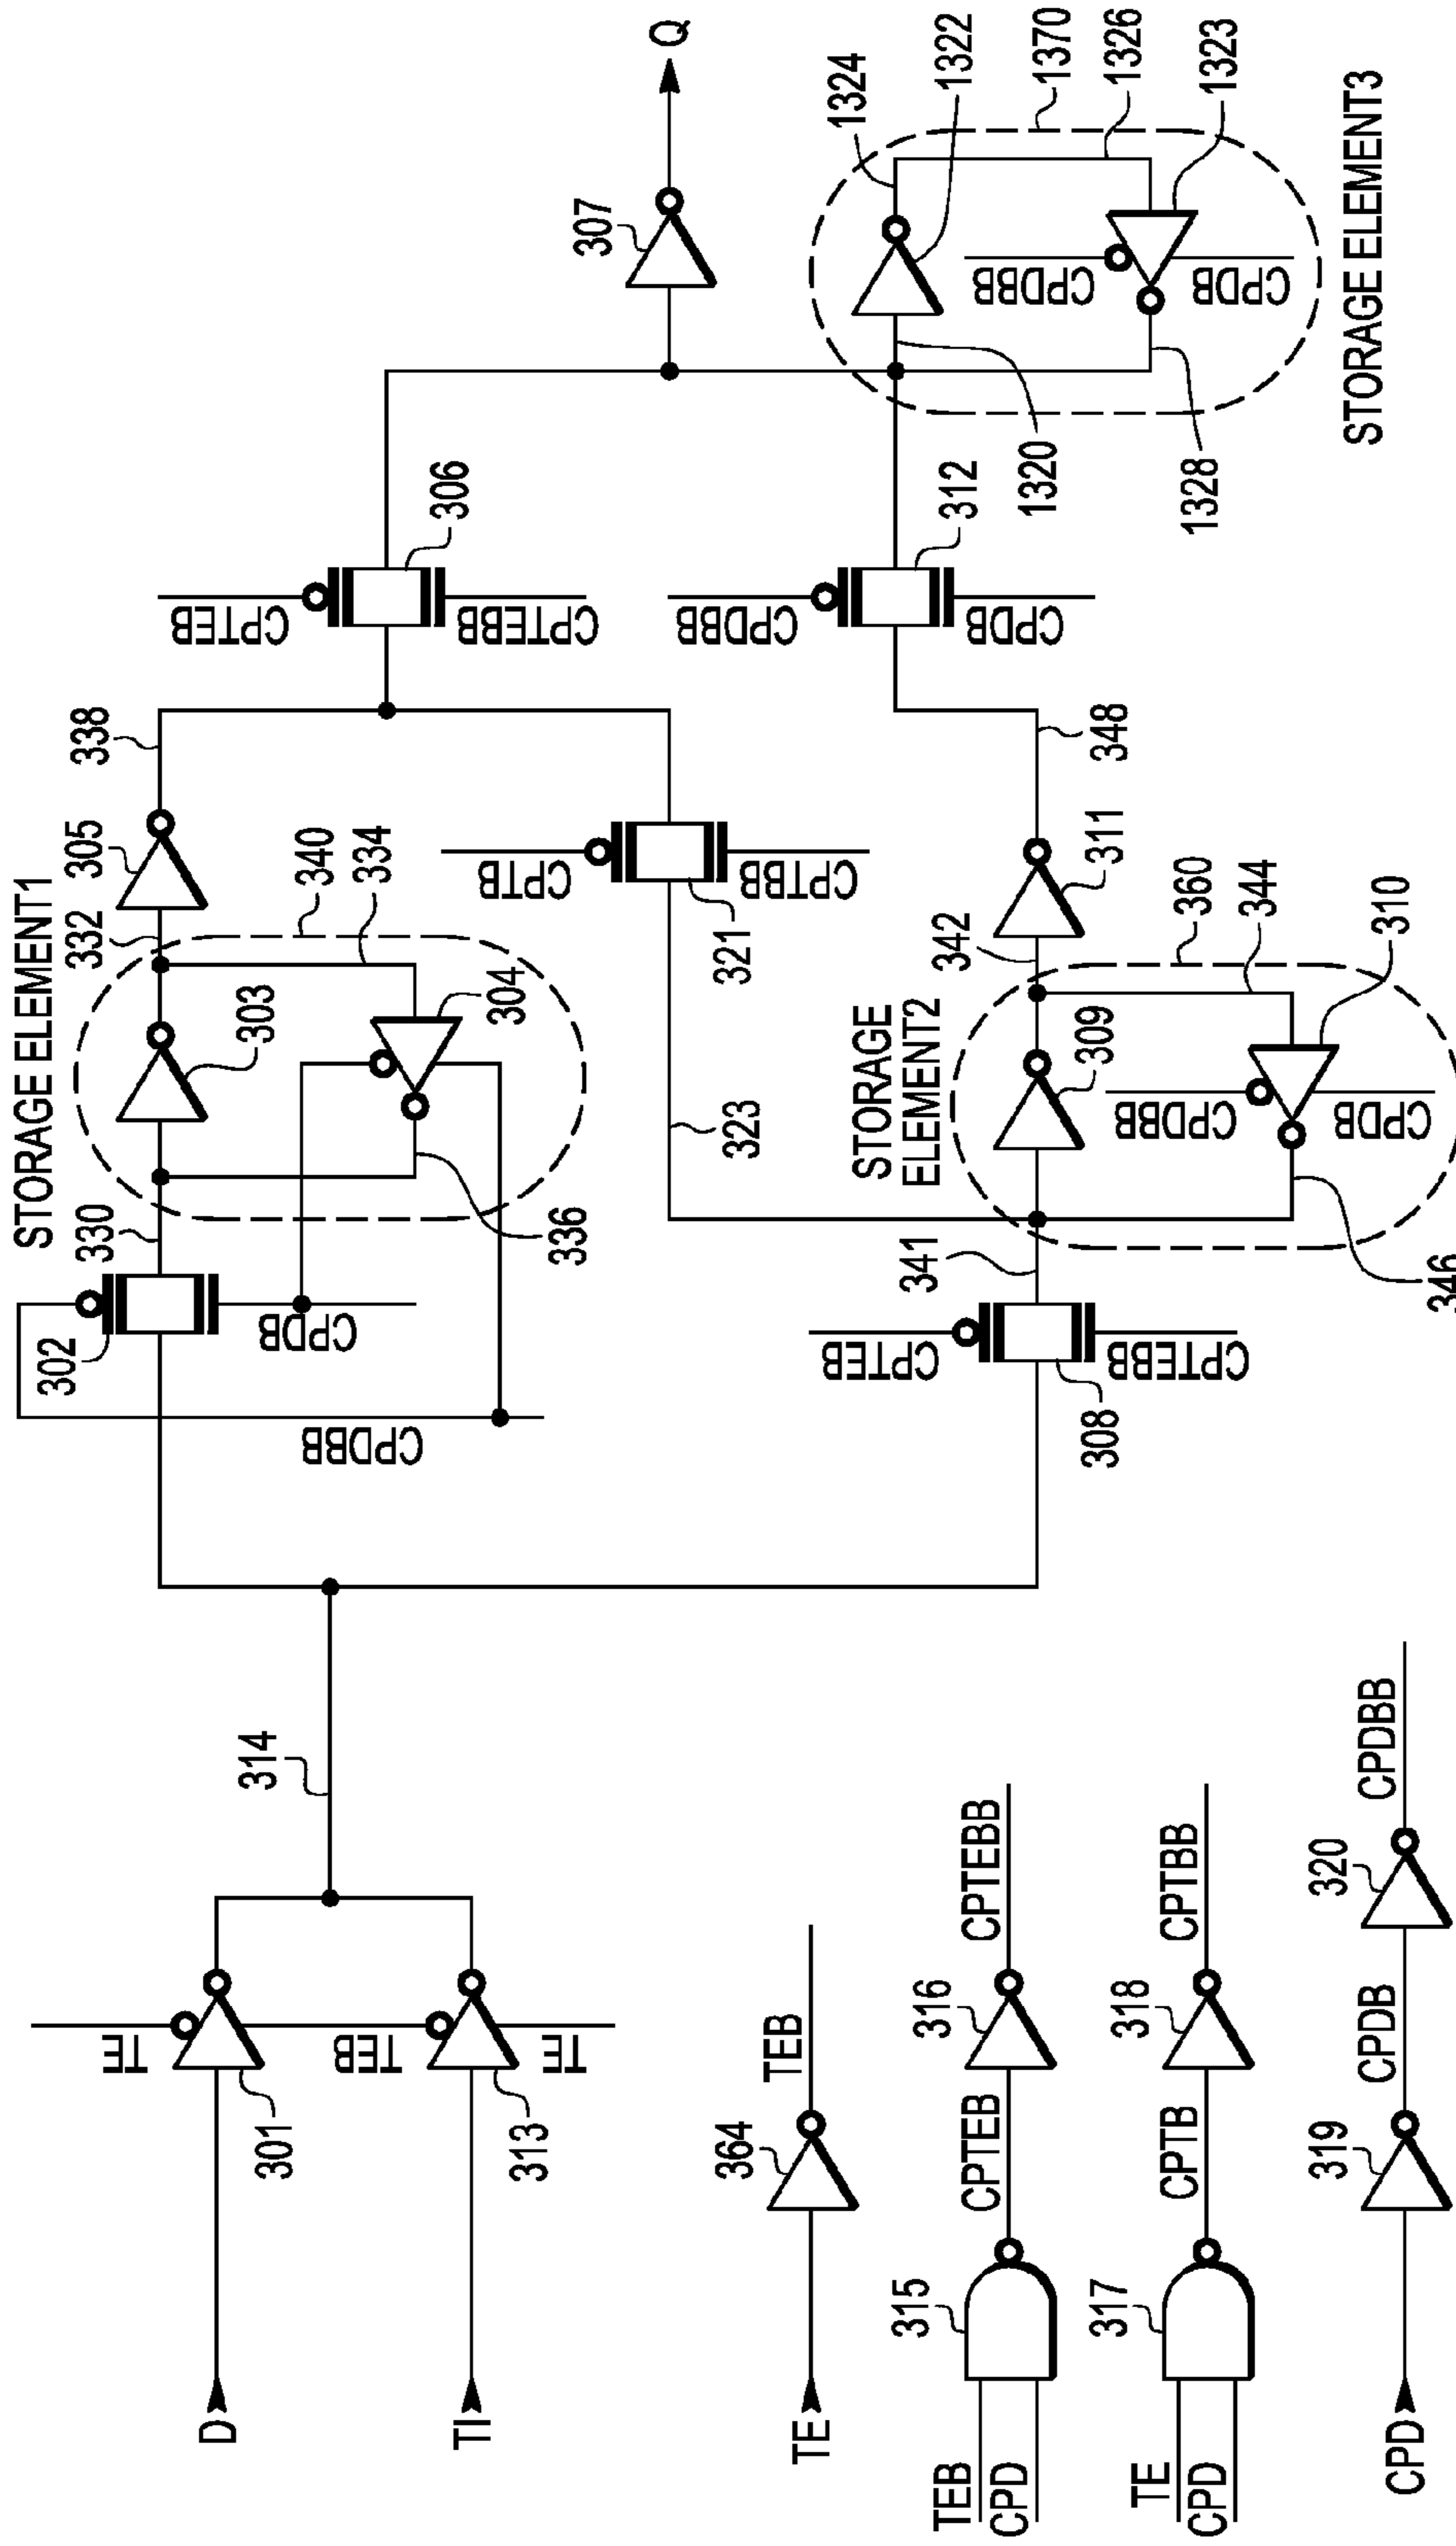 D
TI
TE
301
TEB
313
TE
314
TE
364
TEB
TEB
CPD
315
CPTEB
316
CPTEBB
TE
CPD
317
CPTB
318
CPTBB
CPD
319
CPDB
320
CPDBB
STORAGE ELEMENT1
302
330
303
332
305
338
CPDB
CPDBB
336
304
340
334
CPTB
CPTBB
321
323
CPTEB
CPTEBB
306
CPTEB
CPTEBB
308
341
STORAGE
ELEMENT2
309
342
311
348
CPDBB
CPDB
346
310
344
360
CPDBB
CPDB
312
307
Q
1320
1328
1324
1322
1370
1326
1323
CPDBB
CPDB
STORAGE ELEMENT3